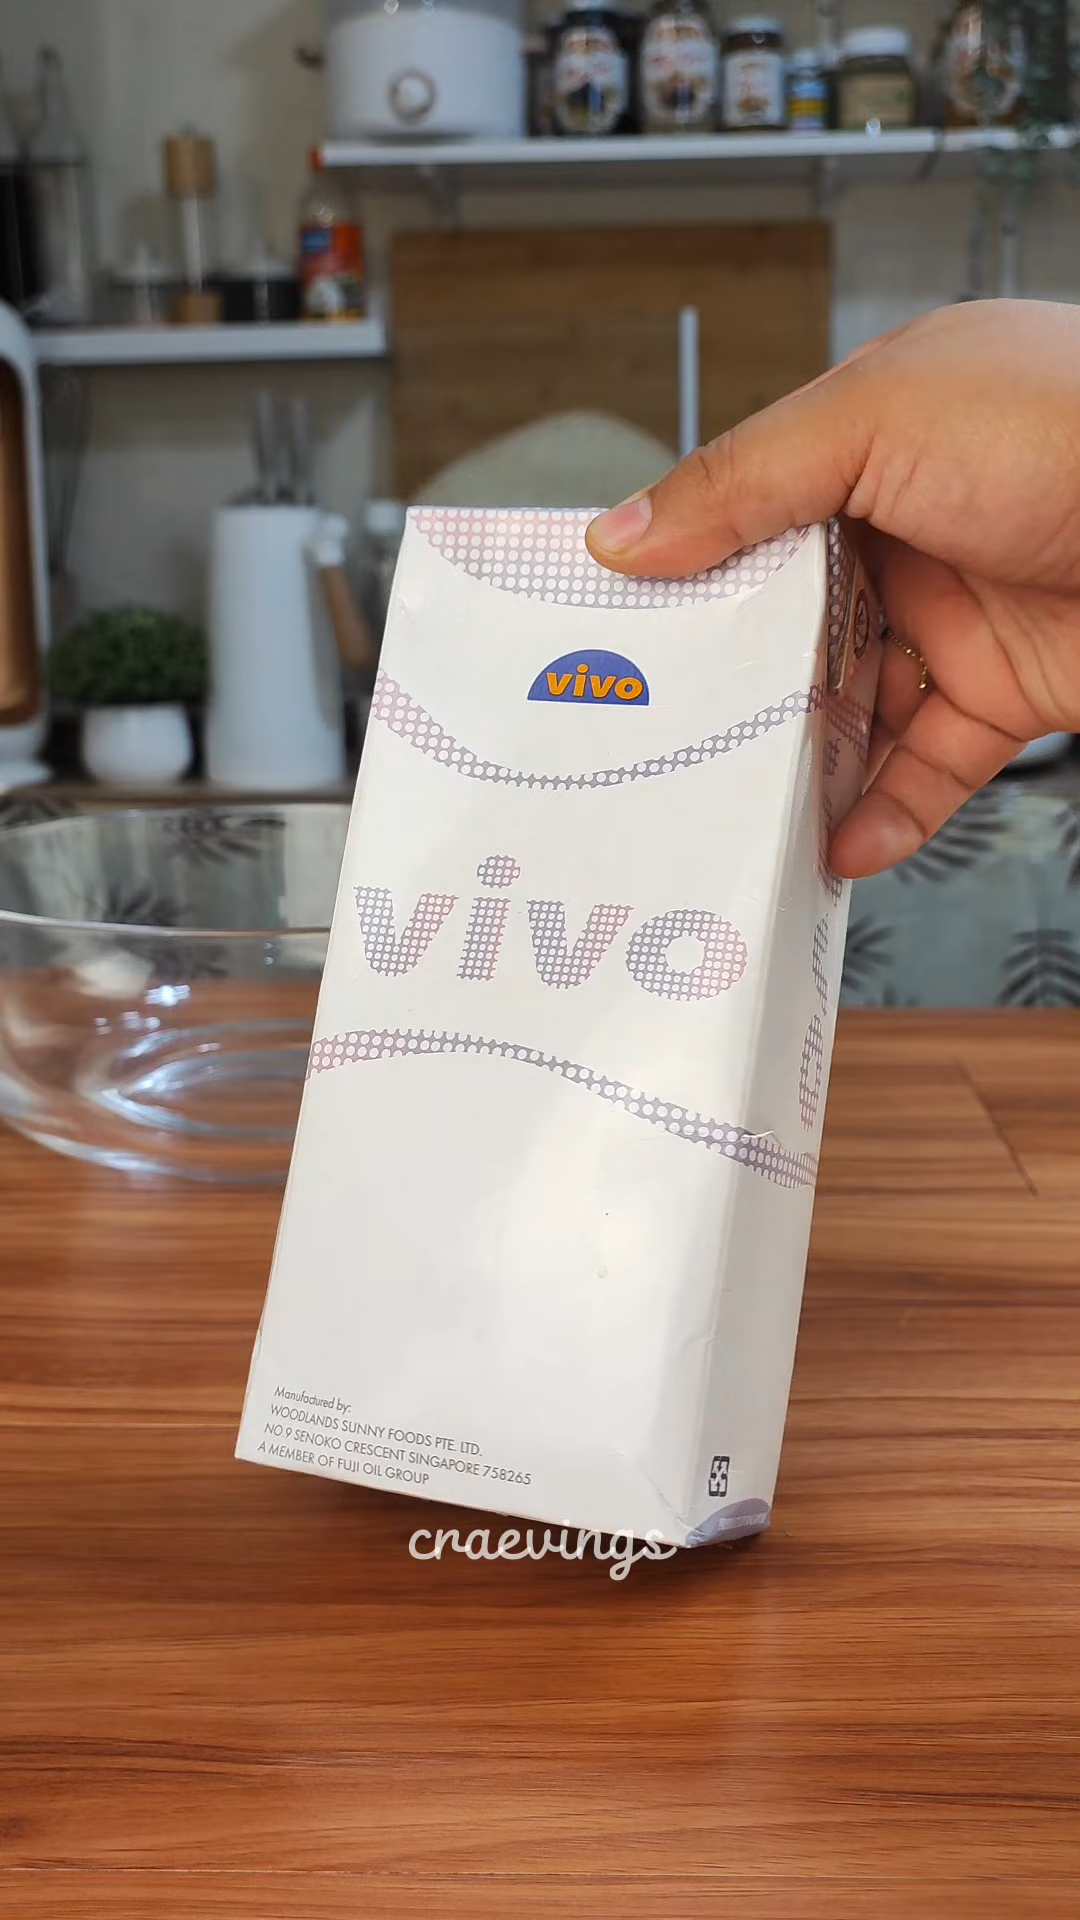 vivo
vivo
Manufactured by:
WOODLANDS SUNNY FOODS PTE. LTD.
NO.9 SENOKO CRESCENT SINGAPORE 758265
A MEMBER OF FUJI OIL GROUP
craevings